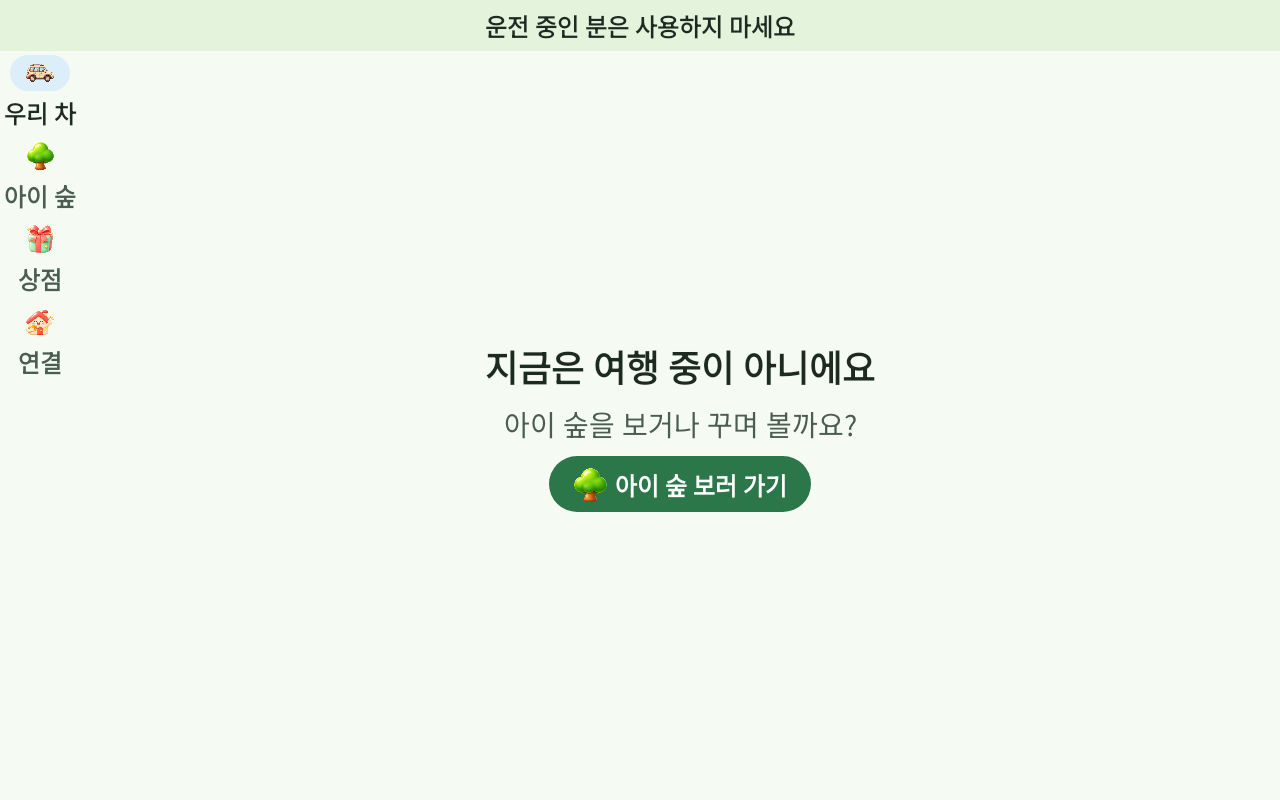 운전 중인 분은 사용하지 마세요
우리 차
아이 숲
상점
연결
지금은 여행 중이 아니에요
아이 숲을 보거나 꾸며 볼까요?
아이 숲 보러 가기